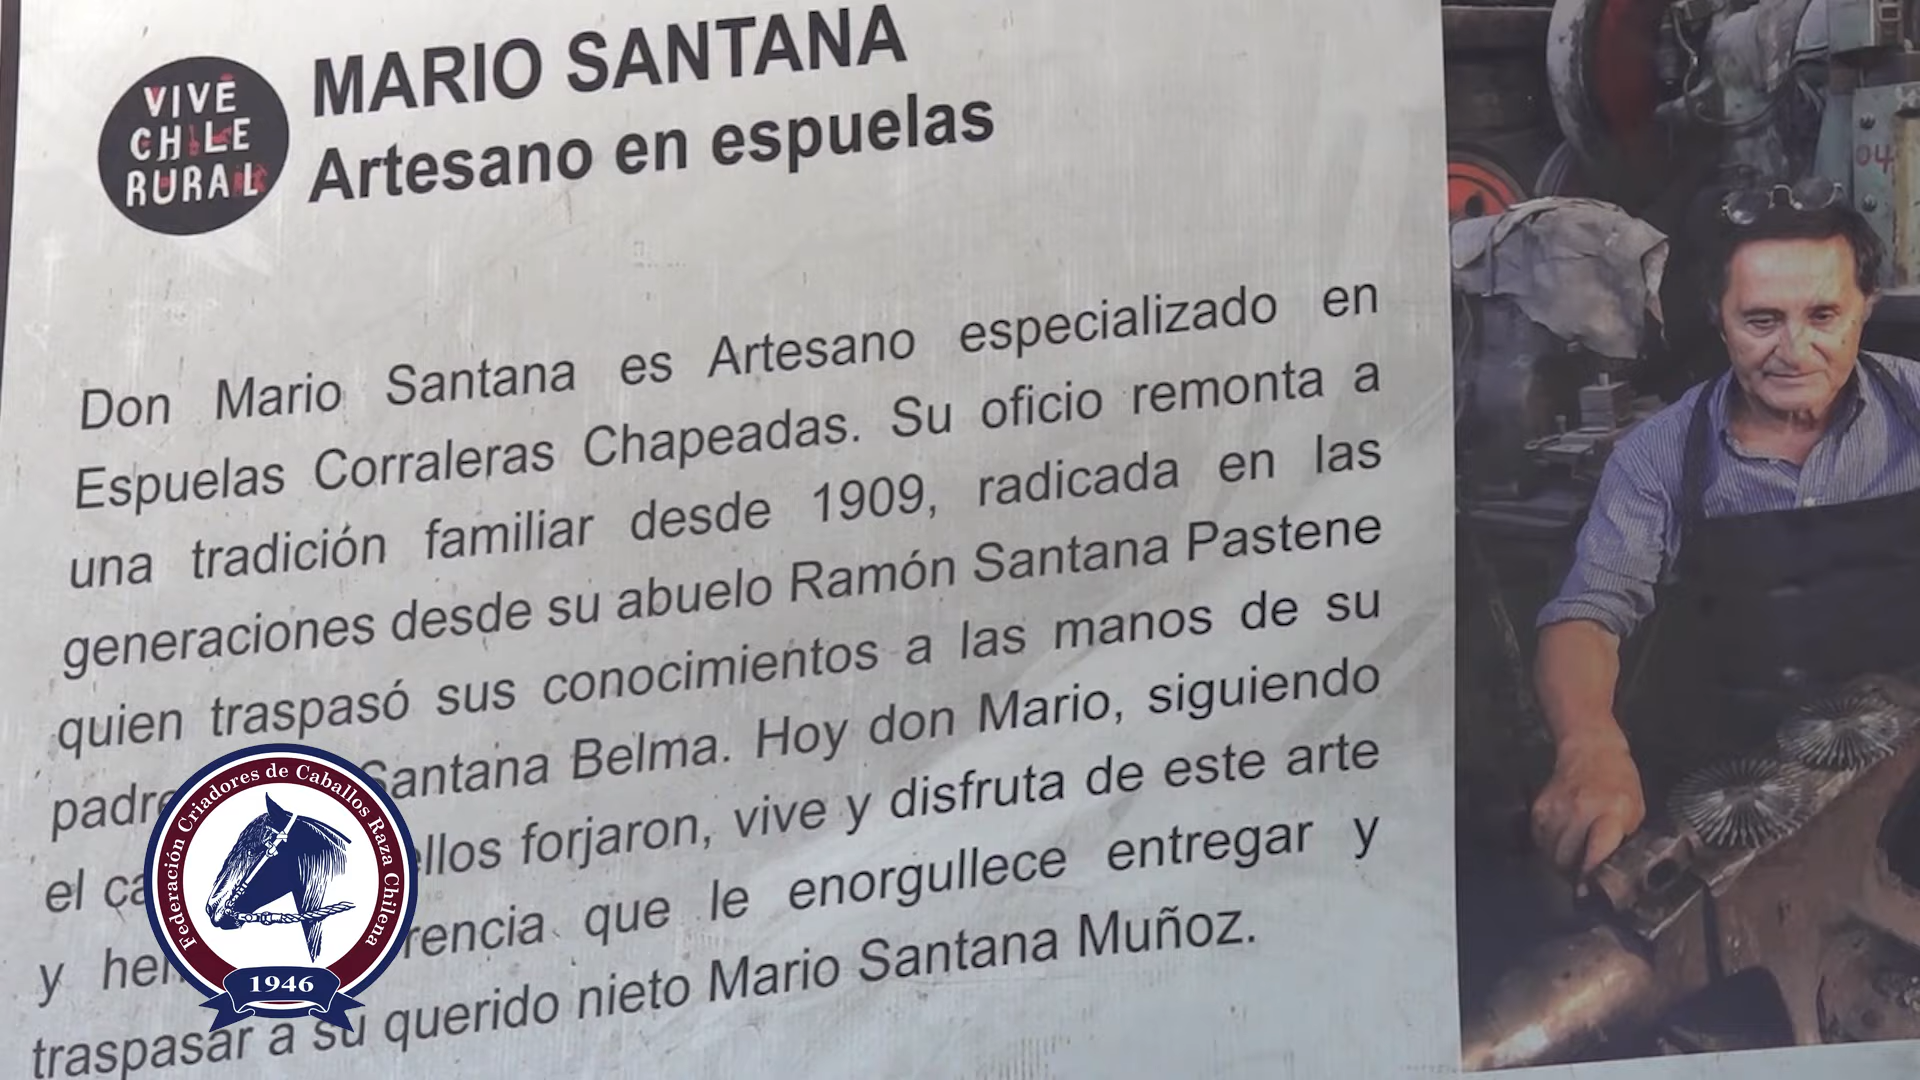 VIVE
CHILE
RURAL
MARIO SANTANA
Artesano en espuelas
Don Mario Santana es Artesano especializado en
Espuelas Corraleras Chapeadas. Su oficio remonta a
una tradición familiar desde 1909, radicada en las
generaciones desde su abuelo Ramón Santana Pastene
quien traspasó sus conocimientos a las manos de su
padre Santana Belma. Hoy don Mario, siguiendo
el forjaron, vive y disfruta de este arte
y que le enorgullece entregar y
traspasar a su querido nieto Mario Santana Muñoz.
04
Federación Criadores de Caballos Raza Chilena
1946